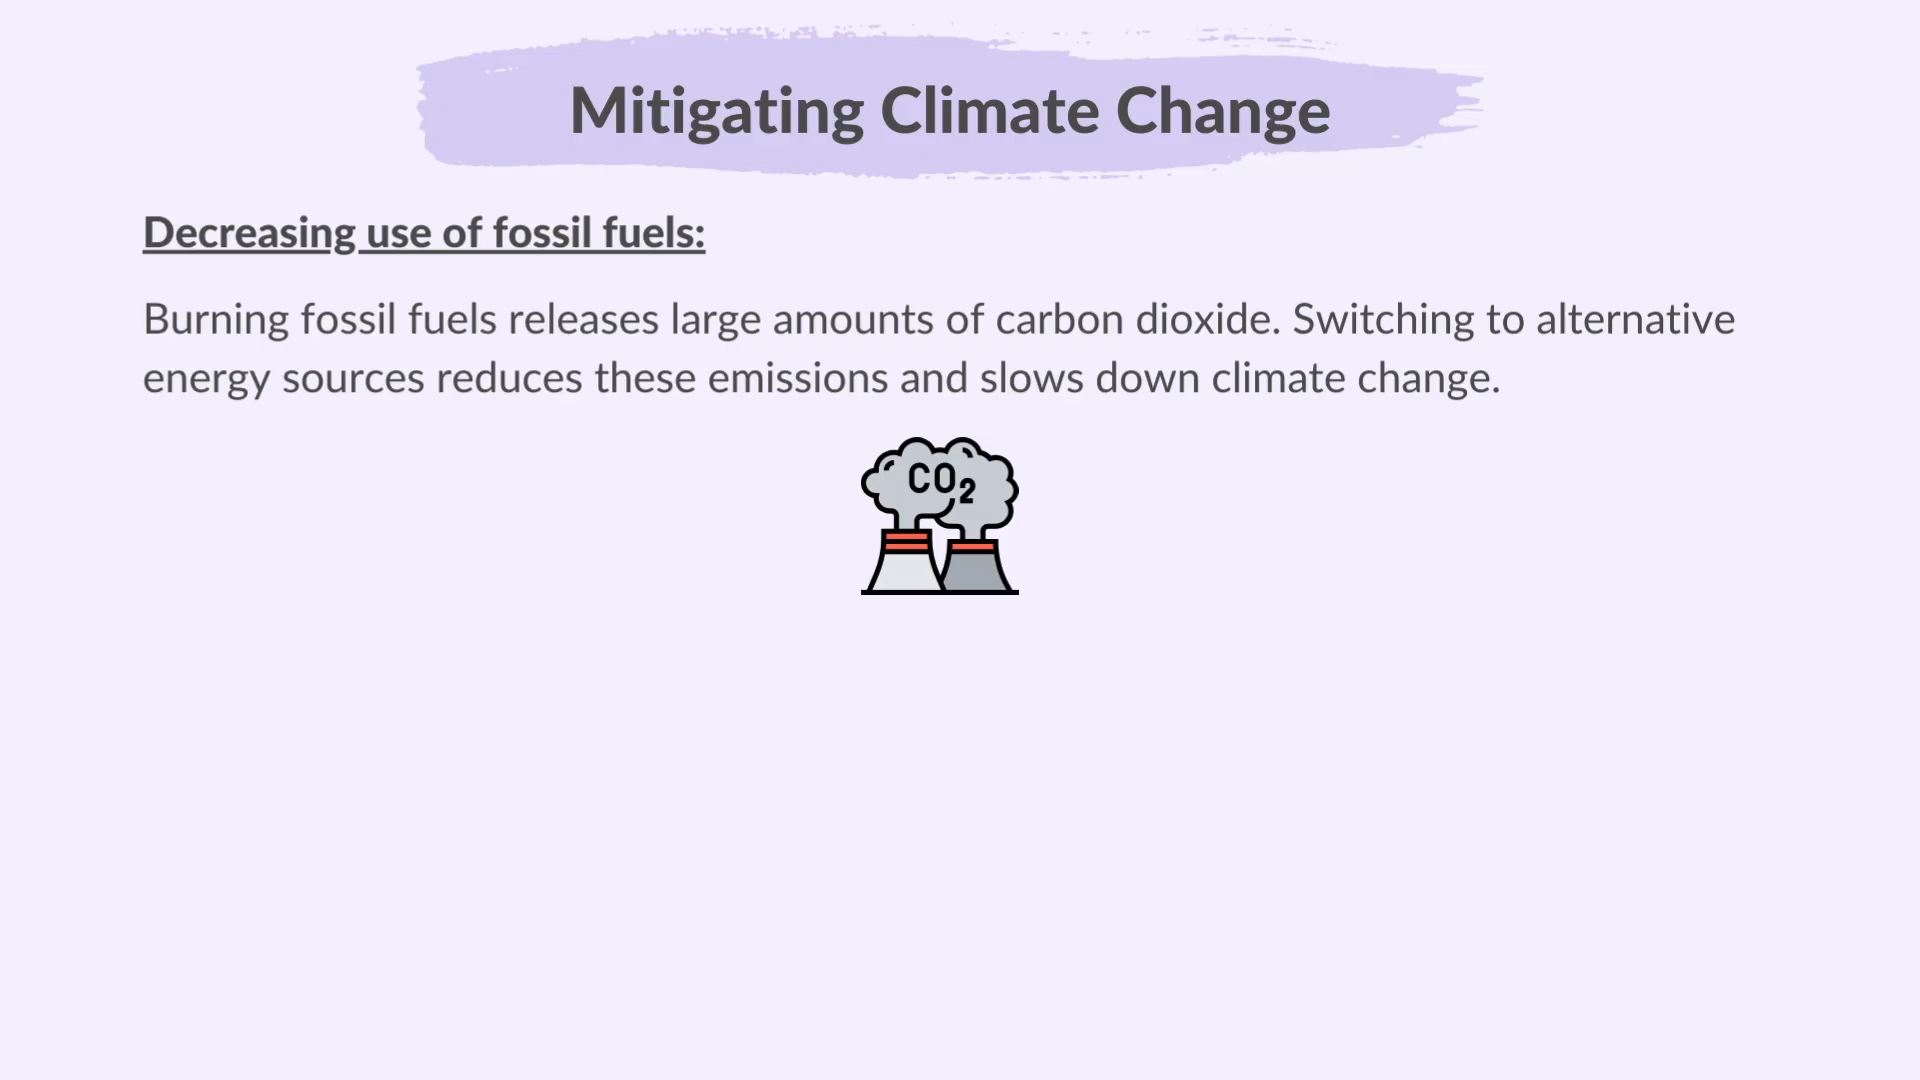 Mitigating Climate Change
Decreasing use of fossil fuels:
Burning fossil fuels releases large amounts of carbon dioxide. Switching to alternative
energy sources reduces these emissions and slows down climate change.
CO₂